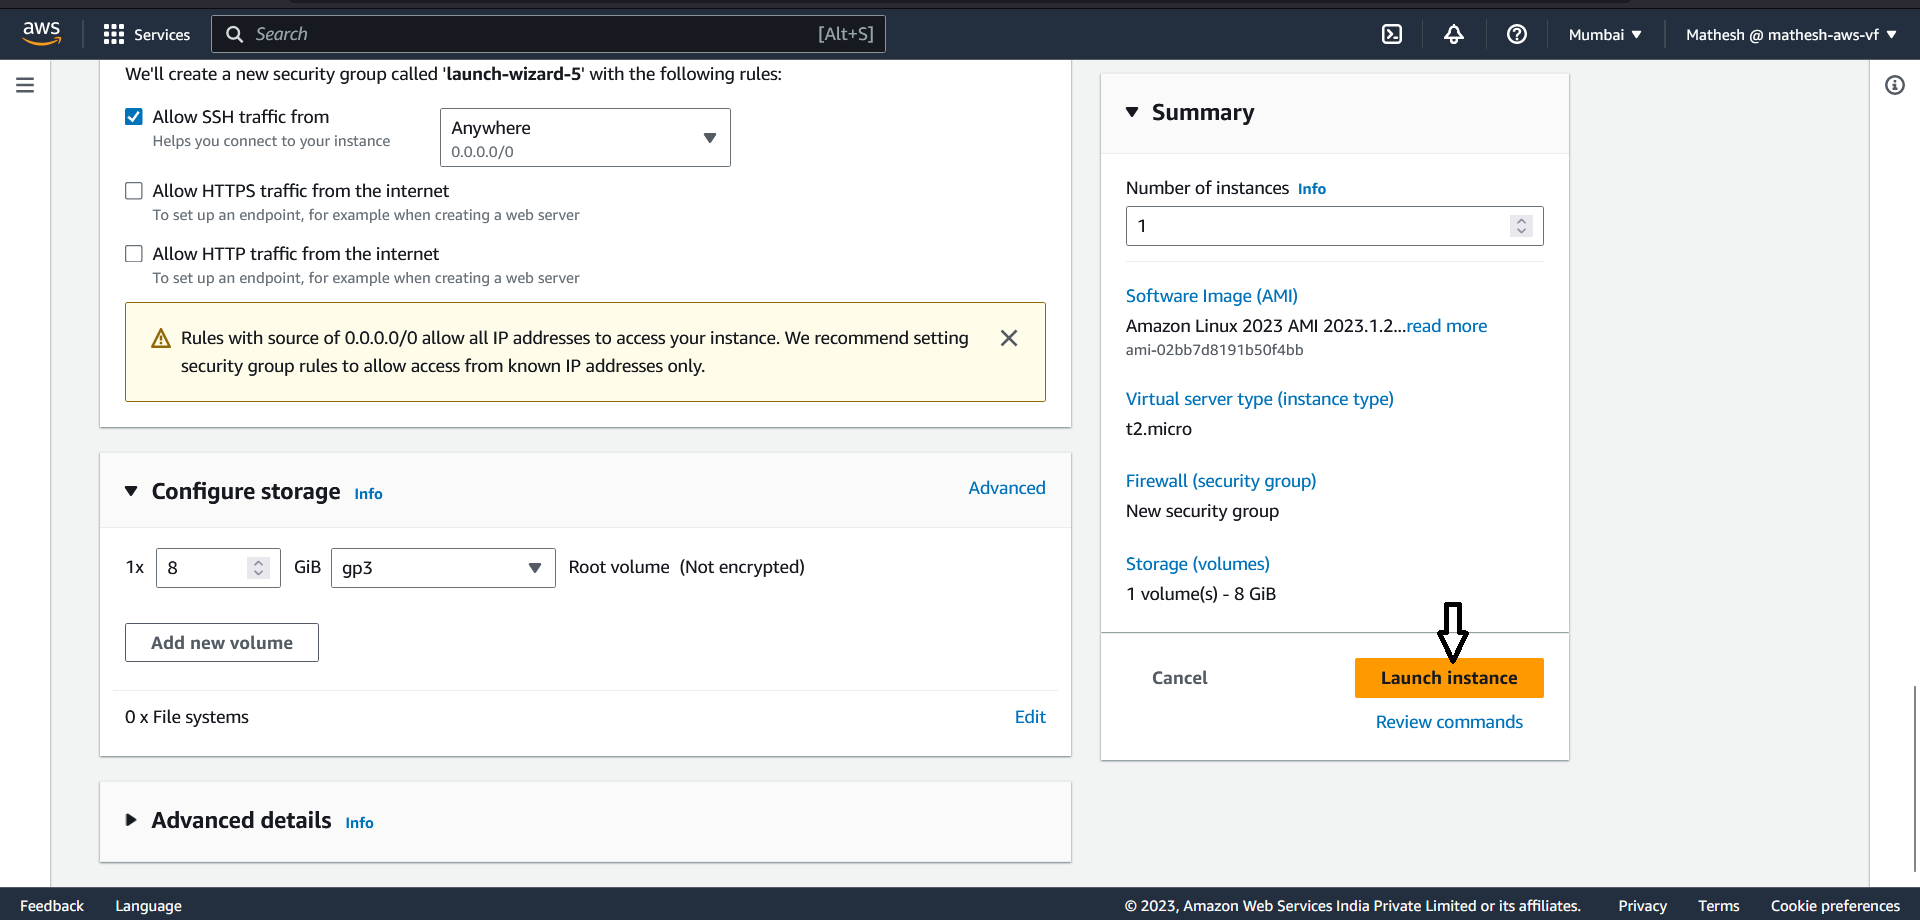 aws
Services
Search
[Alt+S]
Mumbai
Mathesh @ mathesh-aws-vf
We'll create a new security group called 'launch-wizard-5' with the following rules:
Allow SSH traffic from
Helps you connect to your instance
Anywhere
0.0.0.0/0
Allow HTTPS traffic from the internet
To set up an endpoint, for example when creating a web server
Allow HTTP traffic from the internet
To set up an endpoint, for example when creating a web server
Rules with source of 0.0.0.0/0 allow all IP addresses to access your instance. We recommend setting
security group rules to allow access from known IP addresses only.
Configure storage Info
Advanced
1x 8 GiB gp3 Root volume (Not encrypted)
Add new volume
0 x File systems
Edit
Advanced details Info
Summary
Number of instances Info
1
Software Image (AMI)
Amazon Linux 2023 AMI 2023.1.2...read more
ami-02bb7d8191b50f4bb
Virtual server type (instance type)
t2.micro
Firewall (security group)
New security group
Storage (volumes)
1 volume(s) - 8 GiB
Cancel
Launch instance
Review commands
Feedback
Language
© 2023, Amazon Web Services India Private Limited or its affiliates.
Privacy
Terms
Cookie preferences